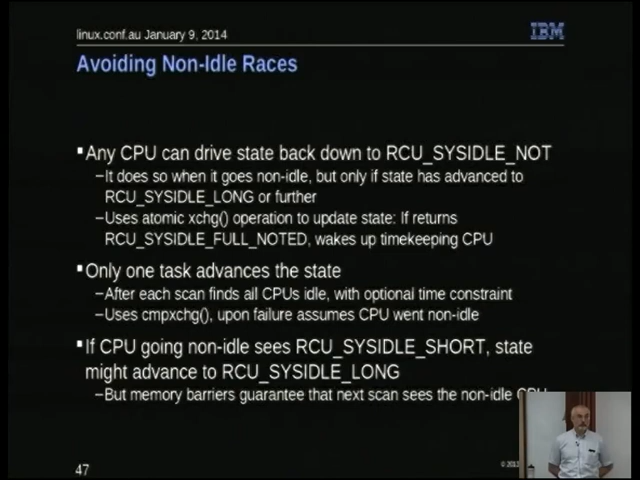 linux.conf.au January 9, 2014
IBM
Avoiding Non-Idle Races
Any CPU can drive state back down to RCU_SYSIDLE_NOT
–It does so when it goes non-idle, but only if state has advanced to
RCU_SYSIDLE_LONG or further
–Uses atomic xchg() operation to update state: If returns
RCU_SYSIDLE_FULL_NOTED, wakes up timekeeping CPU
Only one task advances the state
–After each scan finds all CPUs idle, with optional time constraint
–Uses cmpxchg(), upon failure assumes CPU went non-idle
If CPU going non-idle sees RCU_SYSIDLE_SHORT, state
might advance to RCU_SYSIDLE_LONG
–But memory barriers guarantee that next scan sees the non-idle CPU
47